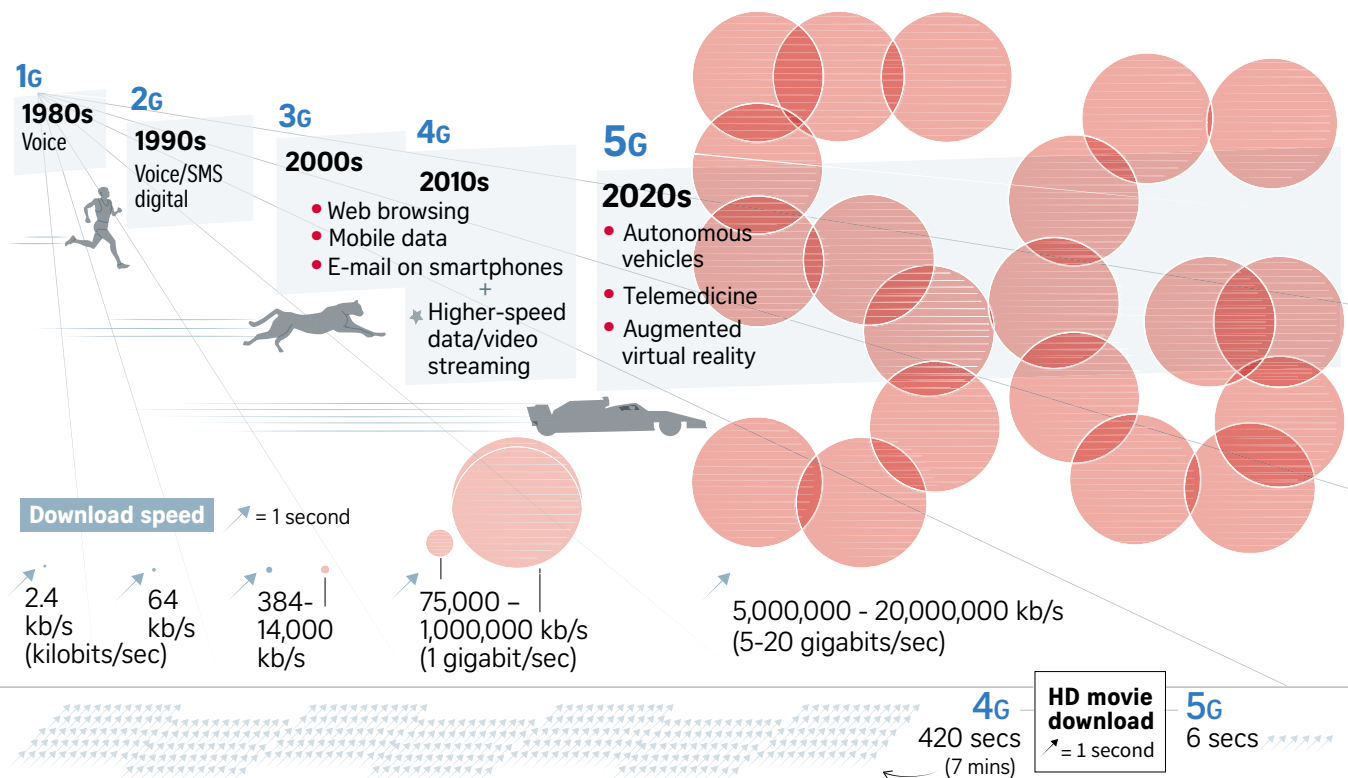 1G
1980s
Voice
2G
1990s
Voice/SMS
digital
3G
2000s
4G
2010s
• Web browsing
• Mobile data
• E-mail on smartphones
+
Higher-speed
data/video
streaming
5G
2020s
• Autonomous
vehicles
• Telemedicine
• Augmented
virtual reality
Download speed
= 1 second
2.4
kb/s
(kilobits/sec)
64
kb/s
384-
14,000
kb/s
75,000 –
1,000,000 kb/s
(1 gigabit/sec)
5,000,000 - 20,000,000 kb/s
(5-20 gigabits/sec)
4G
420 secs
(7 mins)
HD movie
download
= 1 second
5G
6 secs